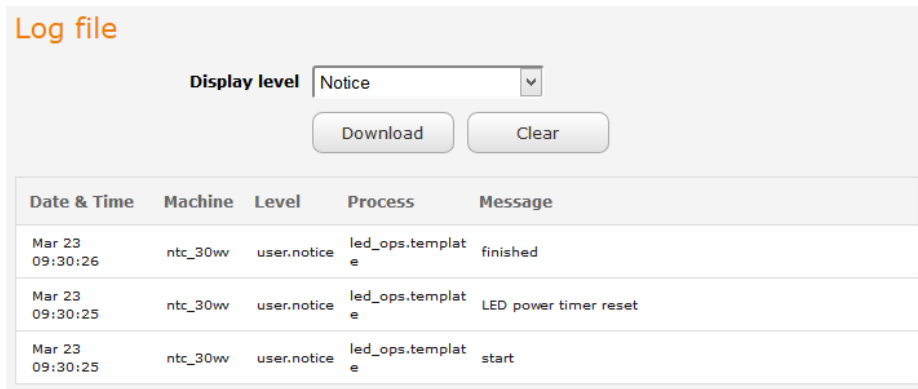 Log file
Display level Notice
Download Clear
Date & Time Machine Level Process Message
Mar 23
09:30:26 ntc_30wv user.notice led_ops.templat
e finished
Mar 23
09:30:25 ntc_30wv user.notice led_ops.templat
e LED power timer reset
Mar 23
09:30:25 ntc_30wv user.notice led_ops.templat
e start